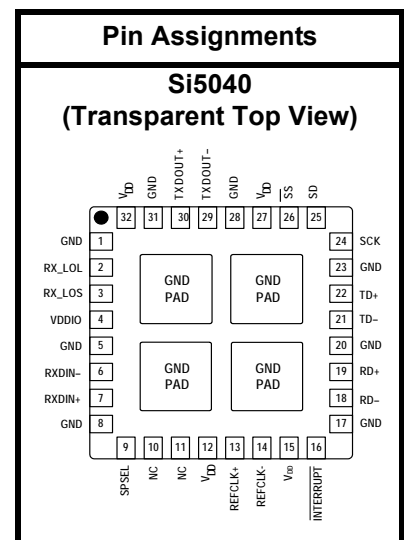 Pin Assignments
Si5040
(Transparent Top View)
VDD
GND
TXDOUT+
TXDOUT–
GND
VDD
SS
SD
32 31 30 29 28 27 26 25
GND 1
RX_LOL 2
RX_LOS 3
VDDIO 4
GND 5
RXDIN– 6
RXDIN+ 7
GND 8
GND
PAD
GND
PAD
GND
PAD
GND
PAD
24 SCK
23 GND
22 TD+
21 TD–
20 GND
19 RD+
18 RD–
17 GND
9 10 11 12 13 14 15 16
SPSEL
NC
NC
VDD
REFCLK+
REFCLK-
VDD
INTERRUPT